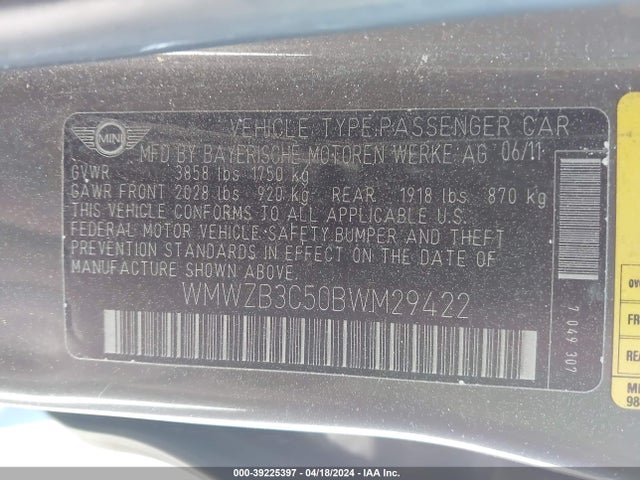 MINI
VEHICLE TYPE:PASSENGER CAR
MFD BY BAYERISCHE MOTOREN WERKE AG 06/11
GVWR 3858 lbs 1750 kg
GAWR FRONT 2028 lbs 920 kg REAR 1918 lbs 870 kg
THIS VEHICLE CONFORMS TO ALL APPLICABLE U.S.
FEDERAL MOTOR VEHICLE-SAFETY BUMPER AND THEFT
PREVENTION STANDARDS IN EFFECT ON THE DATE OF
MANUFACTURE SHOWN ABOVE.
WMWZB3C50BWM29422
7 049 307
FR
REA
98
000-39225397 - 04/18/2024 - IAA Inc.